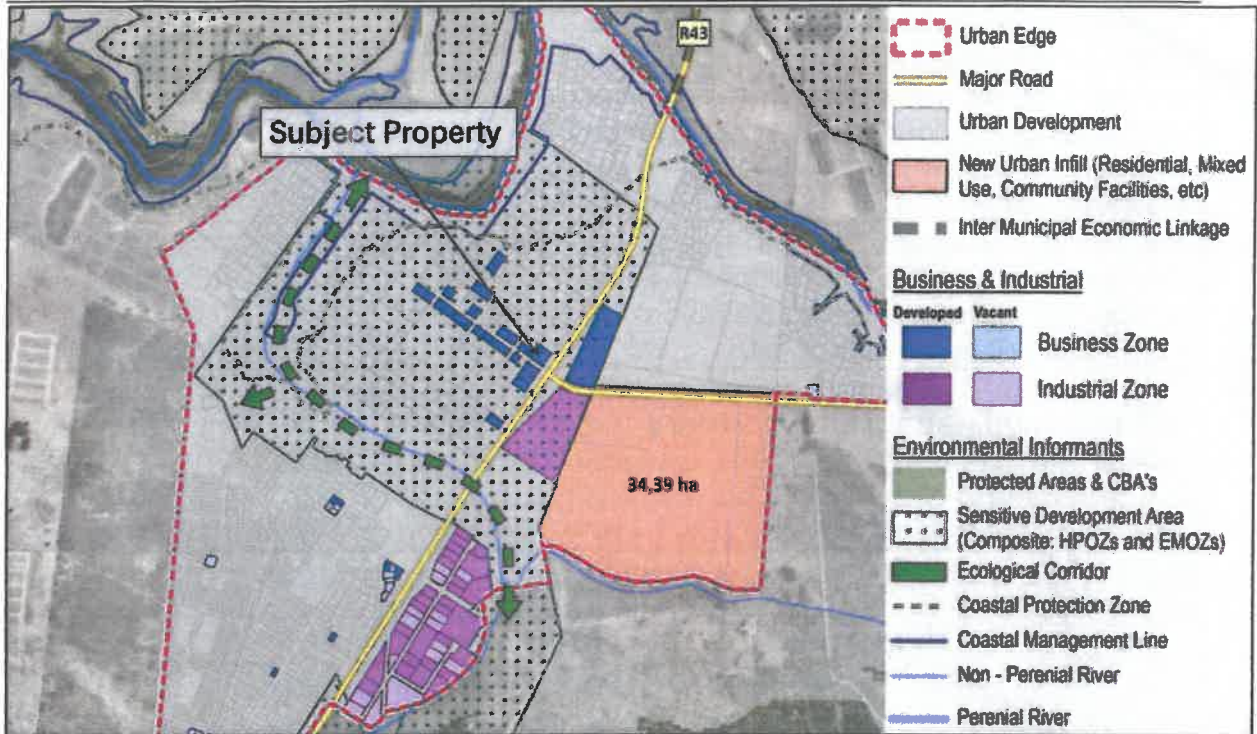 R43
Subject Property
34,39 ha
Urban Edge
Major Road
Urban Development
New Urban Infill (Residential, Mixed
Use, Community Facilities, etc)
Inter Municipal Economic Linkage
Business & Industrial
Developed Vacant
Business Zone
Industrial Zone
Environmental Informants
Protected Areas & CBA's
Sensitive Development Area
(Composite: HPOZs and EMOZs)
Ecological Corridor
Coastal Protection Zone
Coastal Management Line
Non - Perenial River
Perenial River